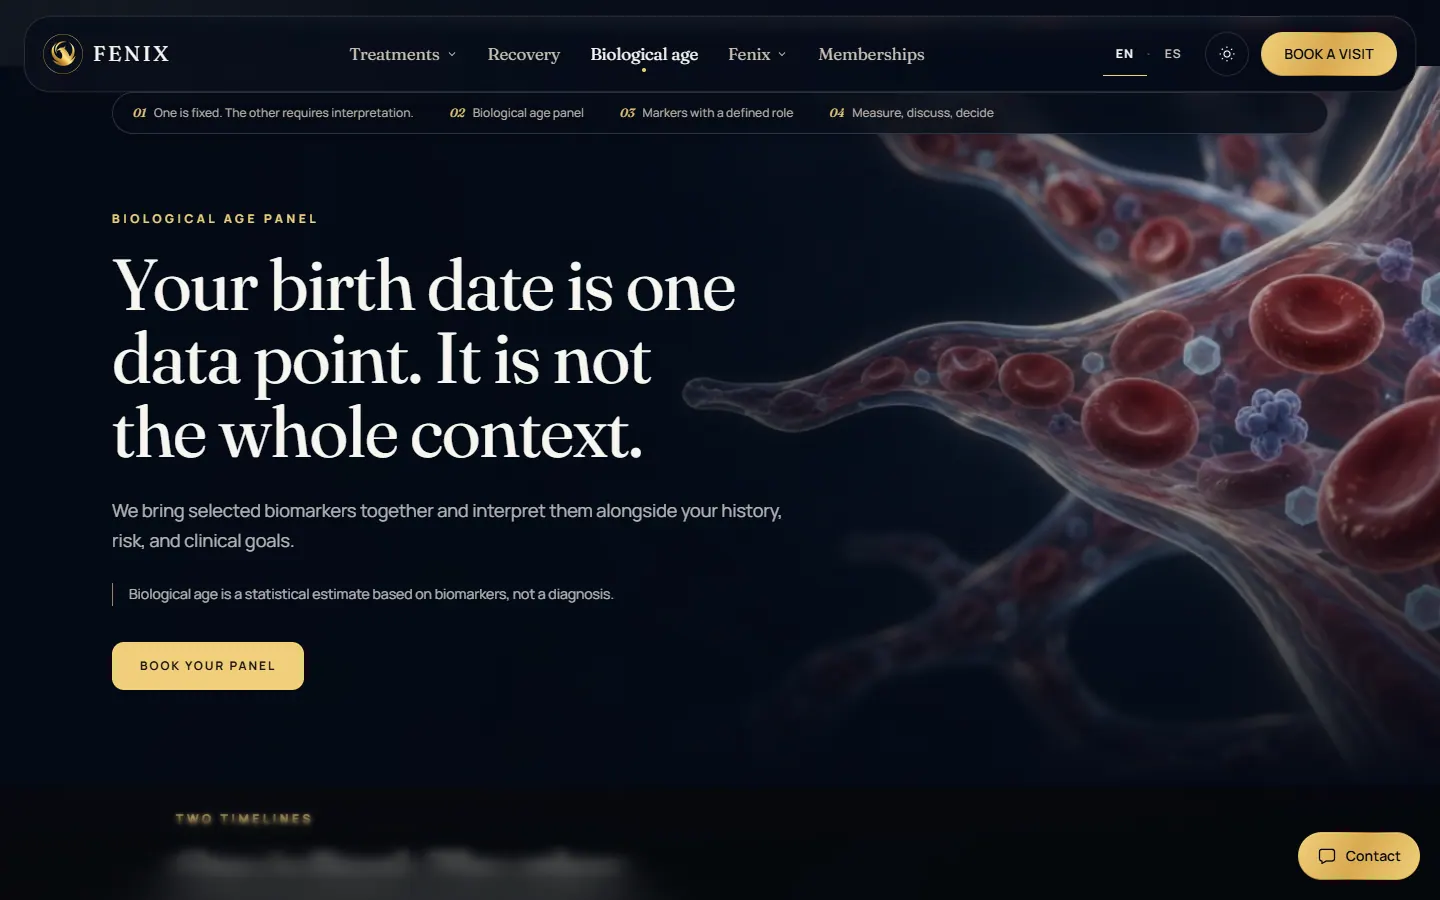 FENIX
Treatments
Recovery
Biological age
Fenix
Memberships
EN - ES
BOOK A VISIT
01 One is fixed. The other requires interpretation.
02 Biological age panel
03 Markers with a defined role
04 Measure, discuss, decide
BIOLOGICAL AGE PANEL
Your birth date is one
data point. It is not
the whole context.
We bring selected biomarkers together and interpret them alongside your history,
risk, and clinical goals.
Biological age is a statistical estimate based on biomarkers, not a diagnosis.
BOOK YOUR PANEL
TWO TIMELINES
Contact